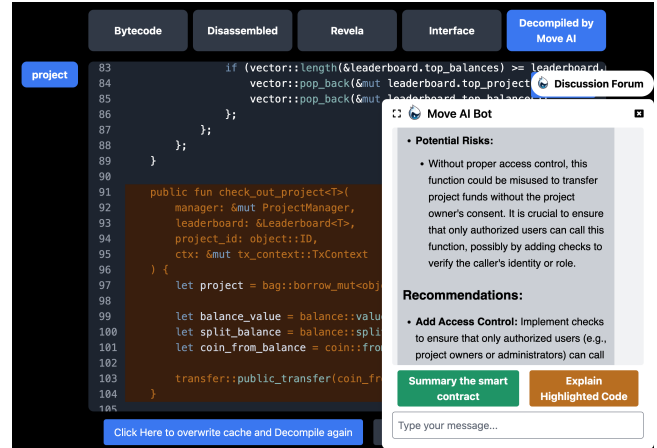 Bytecode
Disassembled
Revela
Interface
Decompiled by
Move AI
project
83 if (vector::length(&leaderboard.top_balances) >= leaderboard.
84 vector::pop_back(&mut leaderboard.top_project
85 vector::pop_back(&mut leaderboard.top_balances);
86 };
87 };
88 };
89 }
90
91 public fun check_out_project<T>(
92 manager: &mut ProjectManager,
93 leaderboard: &Leaderboard<T>,
94 project_id: object::ID,
95 ctx: &mut tx_context::TxContext
96 ) {
97 let project = bag::borrow_mut<obj
98
99 let balance_value = balance::valu
100 let split_balance = balance::spli
101 let coin_from_balance = coin::fro
102
103 transfer::public_transfer(coin_fr
104 }
105
Click Here to overwrite cache and Decompile again
Discussion Forum
Move AI Bot
• Potential Risks:
• Without proper access control, this
function could be misused to transfer
project funds without the project
owner's consent. It is crucial to ensure
that only authorized users can call this
function, possibly by adding checks to
verify the caller's identity or role.
Recommendations:
• Add Access Control: Implement checks
to ensure that only authorized users (e.g.,
project owners or administrators) can call
Summary the smart
contract
Explain
Highlighted Code
Type your message...